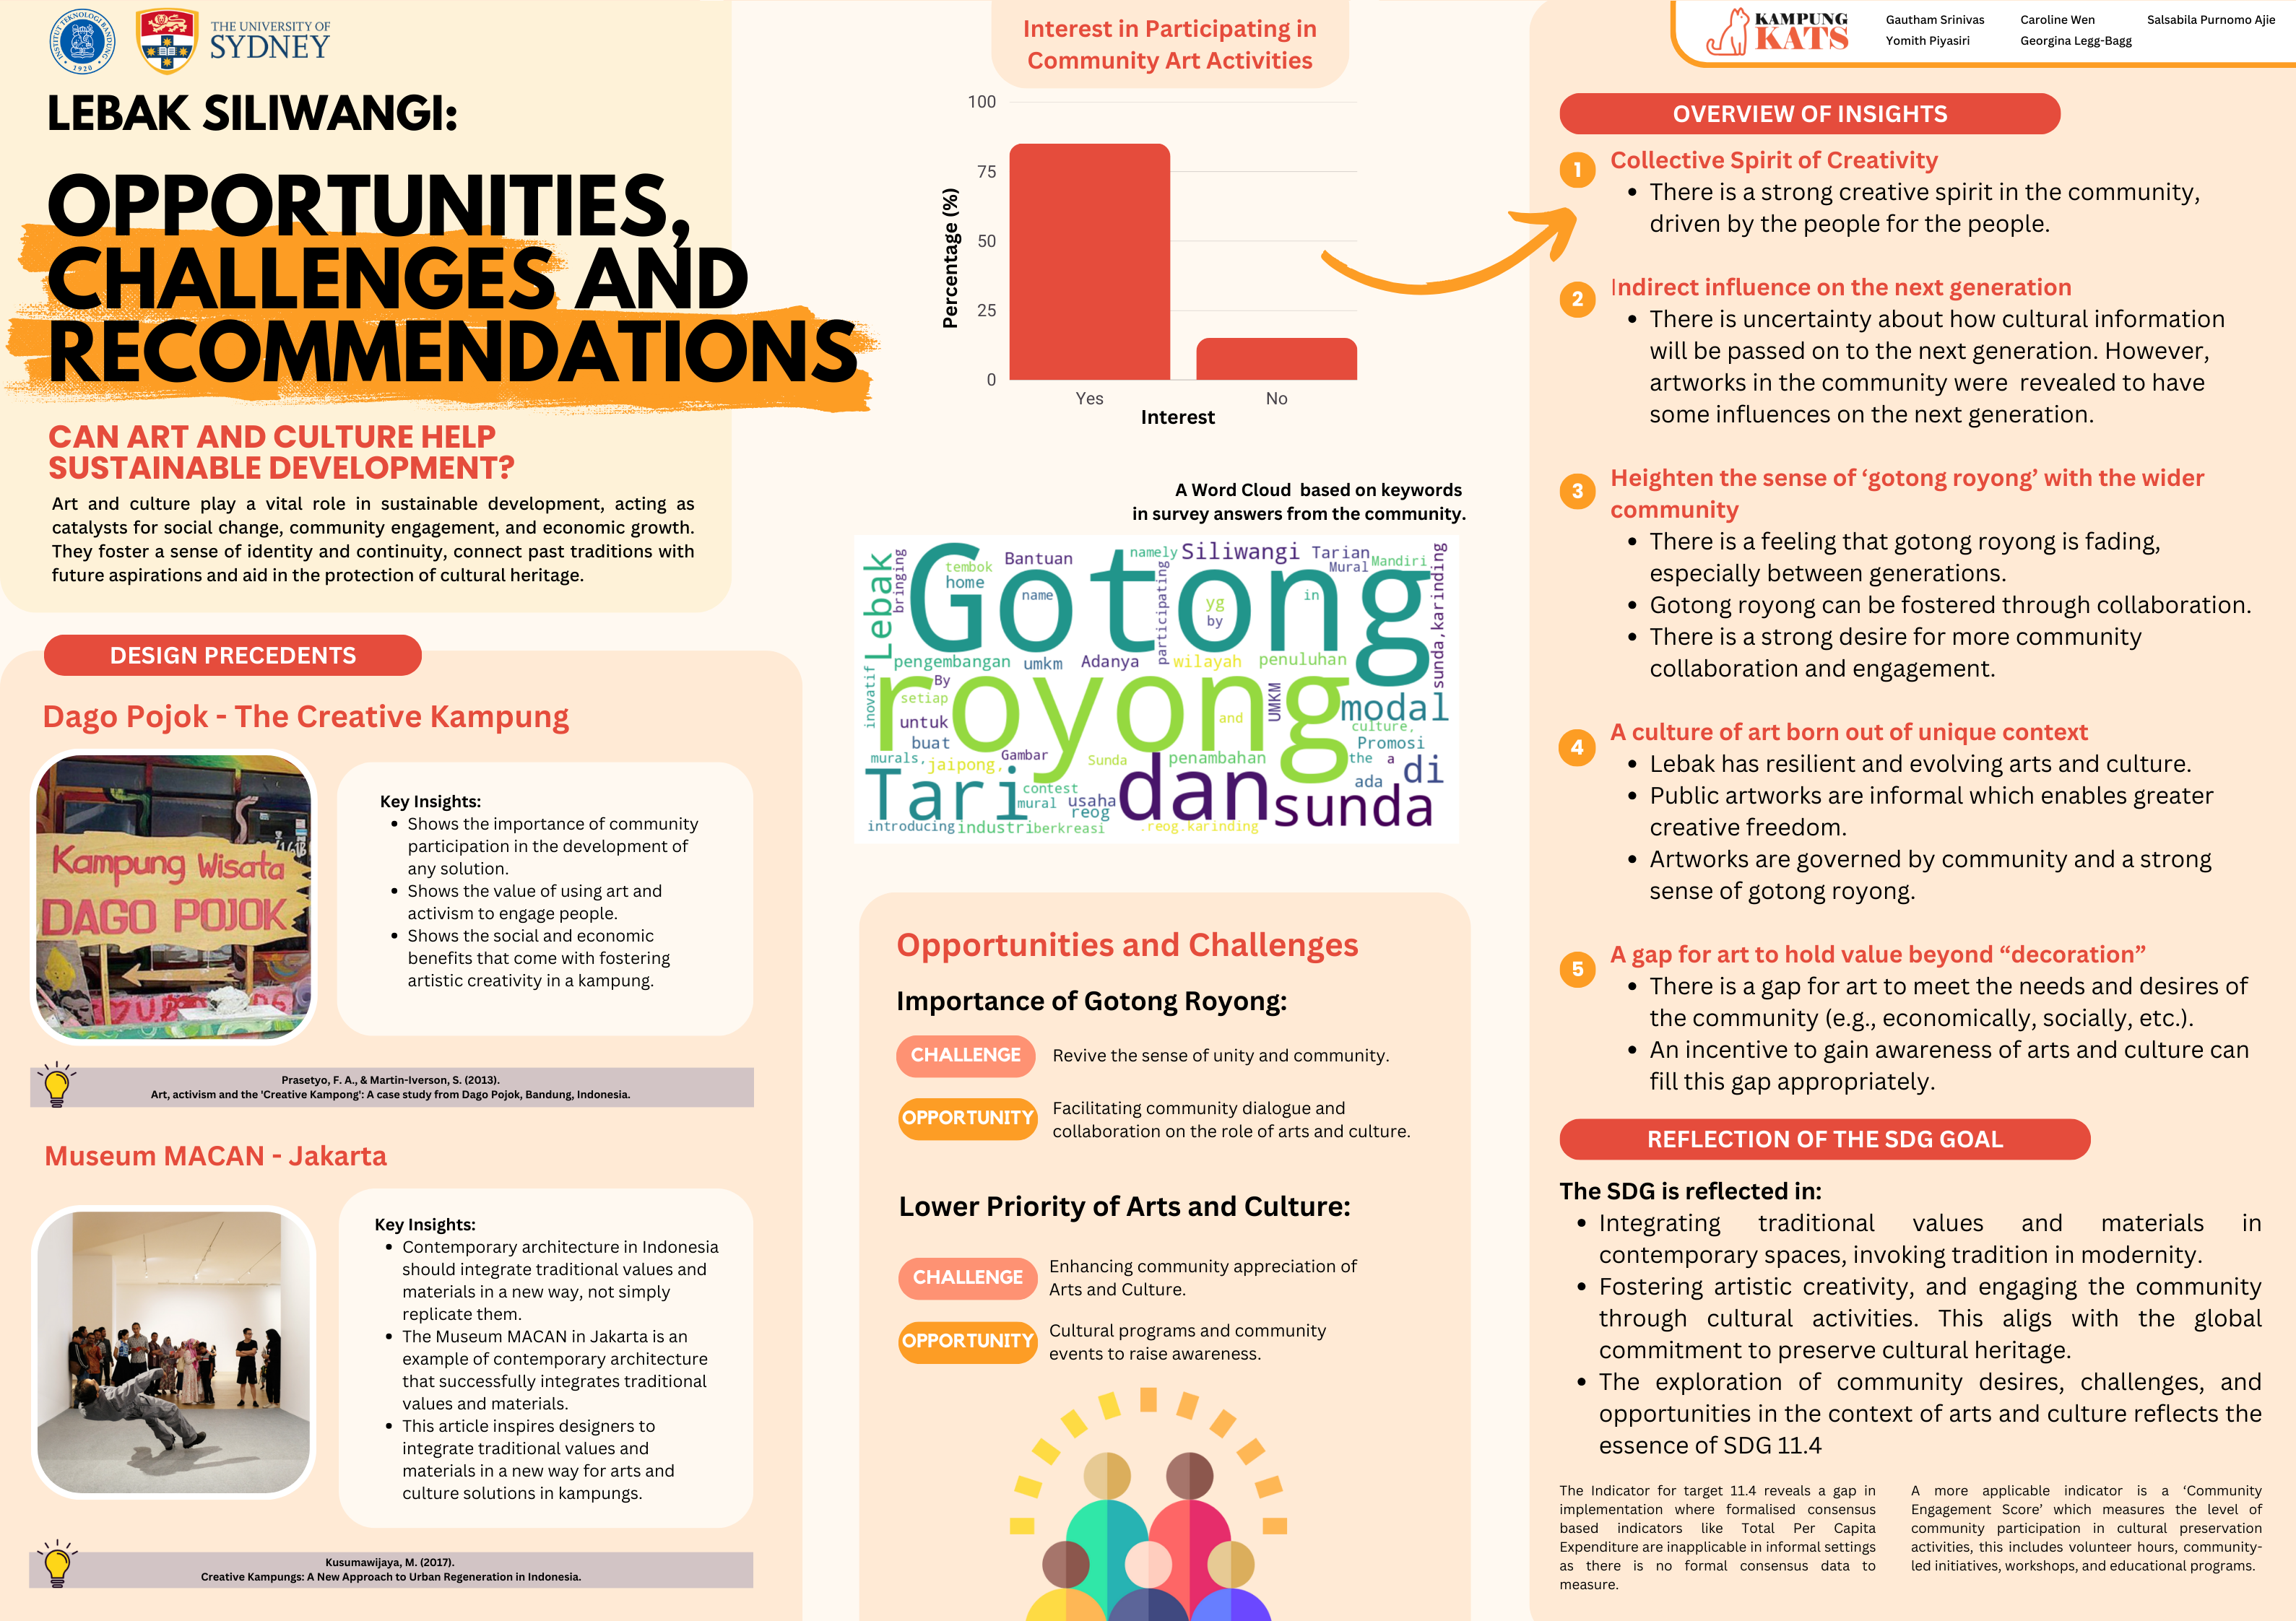 INSTITUT TEKNOLOGI BANDUNG
1920
THE UNIVERSITY OF
SYDNEY
LEBAK SILIWANGI:
OPPORTUNITIES,
CHALLENGES AND
RECOMMENDATIONS
CAN ART AND CULTURE HELP
SUSTAINABLE DEVELOPMENT?
Art and culture play a vital role in sustainable development, acting as
catalysts for social change, community engagement, and economic growth.
They foster a sense of identity and continuity, connect past traditions with
future aspirations and aid in the protection of cultural heritage.
DESIGN PRECEDENTS
Dago Pojok - The Creative Kampung
Kampung Wisata
DAGO POJOK
Key Insights:
• Shows the importance of community
participation in the development of
any solution.
• Shows the value of using art and
activism to engage people.
• Shows the social and economic
benefits that come with fostering
artistic creativity in a kampung.
Prasetyo, F. A., & Martin-Iverson, S. (2013).
Art, activism and the 'Creative Kampong': A case study from Dago Pojok, Bandung, Indonesia.
Museum MACAN - Jakarta
Key Insights:
• Contemporary architecture in Indonesia
should integrate traditional values and
materials in a new way, not simply
replicate them.
• The Museum MACAN in Jakarta is an
example of contemporary architecture
that successfully integrates traditional
values and materials.
• This article inspires designers to
integrate traditional values and
materials in a new way for arts and
culture solutions in kampungs.
Kusumawijaya, M. (2017).
Creative Kampungs: A New Approach to Urban Regeneration in Indonesia.
Interest in Participating in
Community Art Activities
Percentage (%)
100
75
50
25
0
Yes
No
Interest
A Word Cloud  based on keywords
in survey answers from the community.
Lebak
bringing
Gotong
tembok
home
Bantuan
name
namely
Siliwangi
Tarian
Mural
Mandiri
participating
yg
by
in
sunda,karinding
pengembangan
umkm
Adanya
wilayah
penuluhan
inovatif
By
setiap
royong
and
UMKM
modal
untuk
buat
culture,
Promosi
murals,
jaipong,
Gambar
Sunda
penambahan
the
a
Tari
contest
mural
usaha
reog
dan
ada
di
sunda
introducing
industri
berkreasi
.reog.karinding
Opportunities and Challenges
Importance of Gotong Royong:
CHALLENGE
Revive the sense of unity and community.
OPPORTUNITY
Facilitating community dialogue and
collaboration on the role of arts and culture.
Lower Priority of Arts and Culture:
CHALLENGE
Enhancing community appreciation of
Arts and Culture.
OPPORTUNITY
Cultural programs and community
events to raise awareness.
KAMPUNG
KATS
Gautham Srinivas
Caroline Wen
Salsabila Purnomo Ajie
Yomith Piyasiri
Georgina Legg-Bagg
OVERVIEW OF INSIGHTS
1
Collective Spirit of Creativity
• There is a strong creative spirit in the community,
driven by the people for the people.
2
Indirect influence on the next generation
• There is uncertainty about how cultural information
will be passed on to the next generation. However,
artworks in the community were  revealed to have
some influences on the next generation.
3
Heighten the sense of ‘gotong royong’ with the wider
community
• There is a feeling that gotong royong is fading,
especially between generations.
• Gotong royong can be fostered through collaboration.
• There is a strong desire for more community
collaboration and engagement.
4
A culture of art born out of unique context
• Lebak has resilient and evolving arts and culture.
• Public artworks are informal which enables greater
creative freedom.
• Artworks are governed by community and a strong
sense of gotong royong.
5
A gap for art to hold value beyond “decoration”
• There is a gap for art to meet the needs and desires of
the community (e.g., economically, socially, etc.).
• An incentive to gain awareness of arts and culture can
fill this gap appropriately.
REFLECTION OF THE SDG GOAL
The SDG is reflected in:
• Integrating traditional values and materials in
contemporary spaces, invoking tradition in modernity.
• Fostering artistic creativity, and engaging the community
through cultural activities. This aligns with the global
commitment to preserve cultural heritage.
• The exploration of community desires, challenges, and
opportunities in the context of arts and culture reflects the
essence of SDG 11.4
The Indicator for target 11.4 reveals a gap in
implementation where formalised consensus
based indicators like Total Per Capita
Expenditure are inapplicable in informal settings
as there is no formal consensus data to
measure.
A more applicable indicator is a ‘Community
Engagement Score’ which measures the level of
community participation in cultural preservation
activities, this includes volunteer hours, community-
led initiatives, workshops, and educational programs.